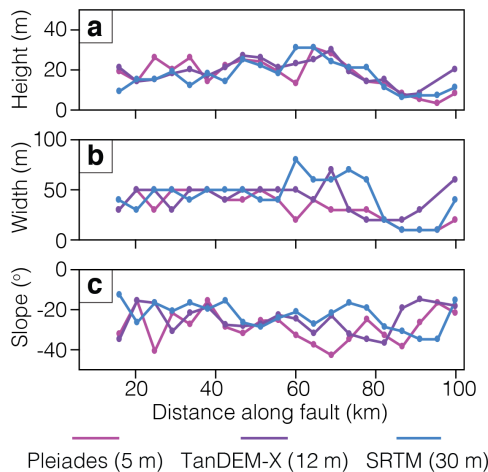 a
Height (m)
40
20
0
b
Width (m)
100
50
0
c
Slope (°)
0
-20
-40
20 40 60 80 100
Distance along fault (km)
Pleiades (5 m) TanDEM-X (12 m) SRTM (30 m)